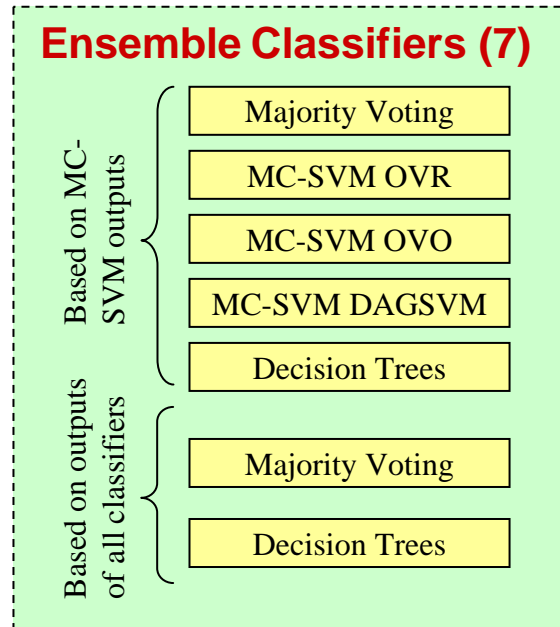 Ensemble Classifiers (7)
Based on MC-
SVM outputs
Majority Voting
MC-SVM OVR
MC-SVM OVO
MC-SVM DAGSVM
Decision Trees
Based on outputs
of all classifiers
Majority Voting
Decision Trees